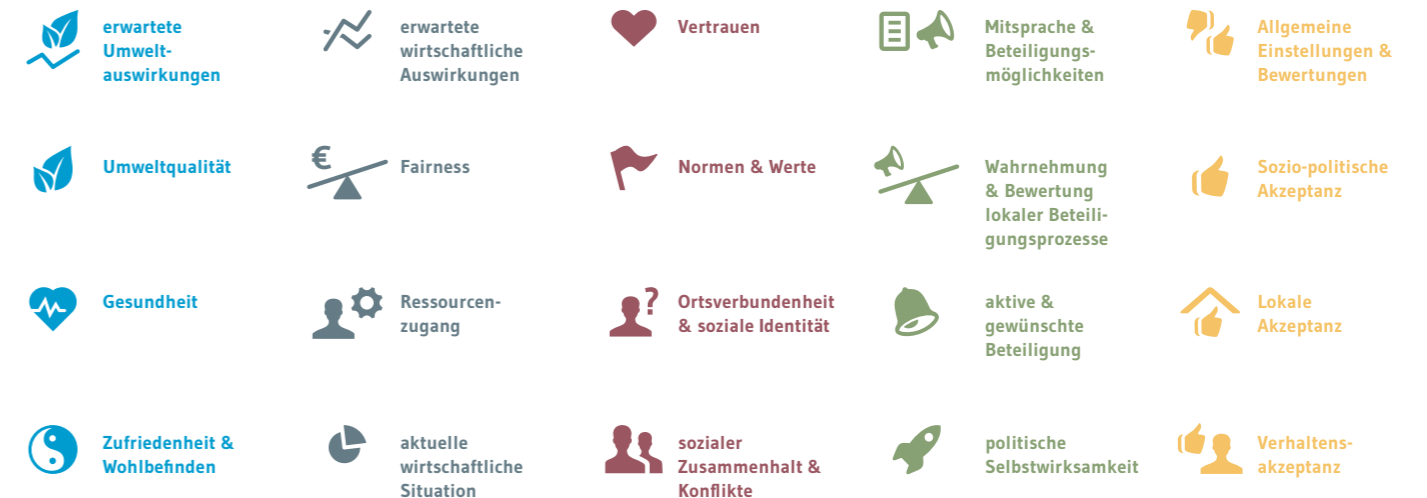 erwartete
Umwelt-
auswirkungen
erwartete
wirtschaftliche
Auswirkungen
Vertrauen
Mitsprache &
Beteiligungs-
möglichkeiten
Allgemeine
Einstellungen &
Bewertungen
Umweltqualität
€
Fairness
Normen & Werte
Wahrnehmung
& Bewertung
lokaler Beteili-
gungsprozesse
Sozio-politische
Akzeptanz
Gesundheit
Ressourcen-
zugang
?
Ortsverbundenheit
& soziale Identität
aktive &
gewünschte
Beteiligung
Lokale
Akzeptanz
Zufriedenheit &
Wohlbefinden
aktuelle
wirtschaftliche
Situation
sozialer
Zusammenhalt &
Konflikte
politische
Selbstwirksamkeit
Verhaltens-
akzeptanz